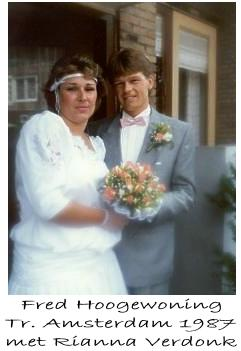 Fred Hoogewoning
Tr. Amsterdam 1987
met Rianna Verdonk